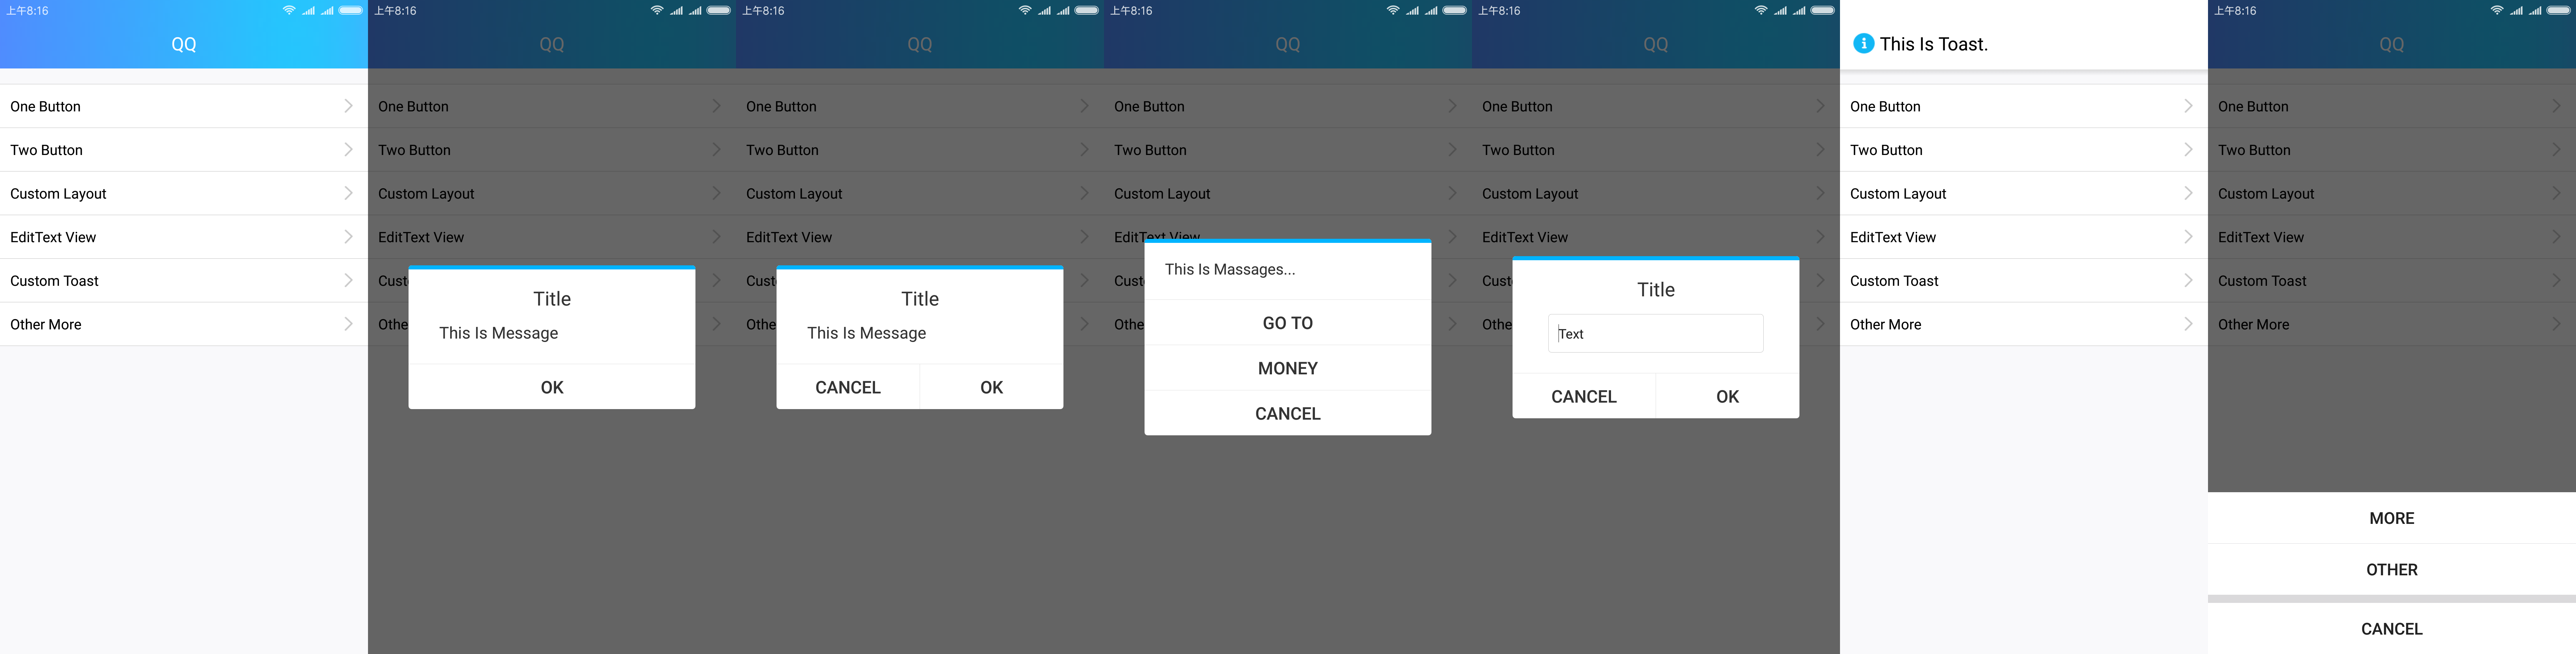 上午8:16
QQ
One Button
Two Button
Custom Layout
EditText View
Custom Toast
Other More
上午8:16
QQ
One Button
Two Button
Custom Layout
EditText View
Cust
Othe
Title
This Is Message
OK
上午8:16
QQ
One Button
Two Button
Custom Layout
EditText View
Cust
Othe
Title
This Is Message
CANCEL OK
上午8:16
QQ
One Button
Two Button
Custom Layout
EditText View
Cust
Othe
This Is Massages...
GO TO
MONEY
CANCEL
上午8:16
QQ
One Button
Two Button
Custom Layout
EditText View
Cust
Othe
Title
Text
CANCEL OK
This Is Toast.
One Button
Two Button
Custom Layout
EditText View
Custom Toast
Other More
上午8:16
QQ
One Button
Two Button
Custom Layout
EditText View
Custom Toast
Other More
MORE
OTHER
CANCEL